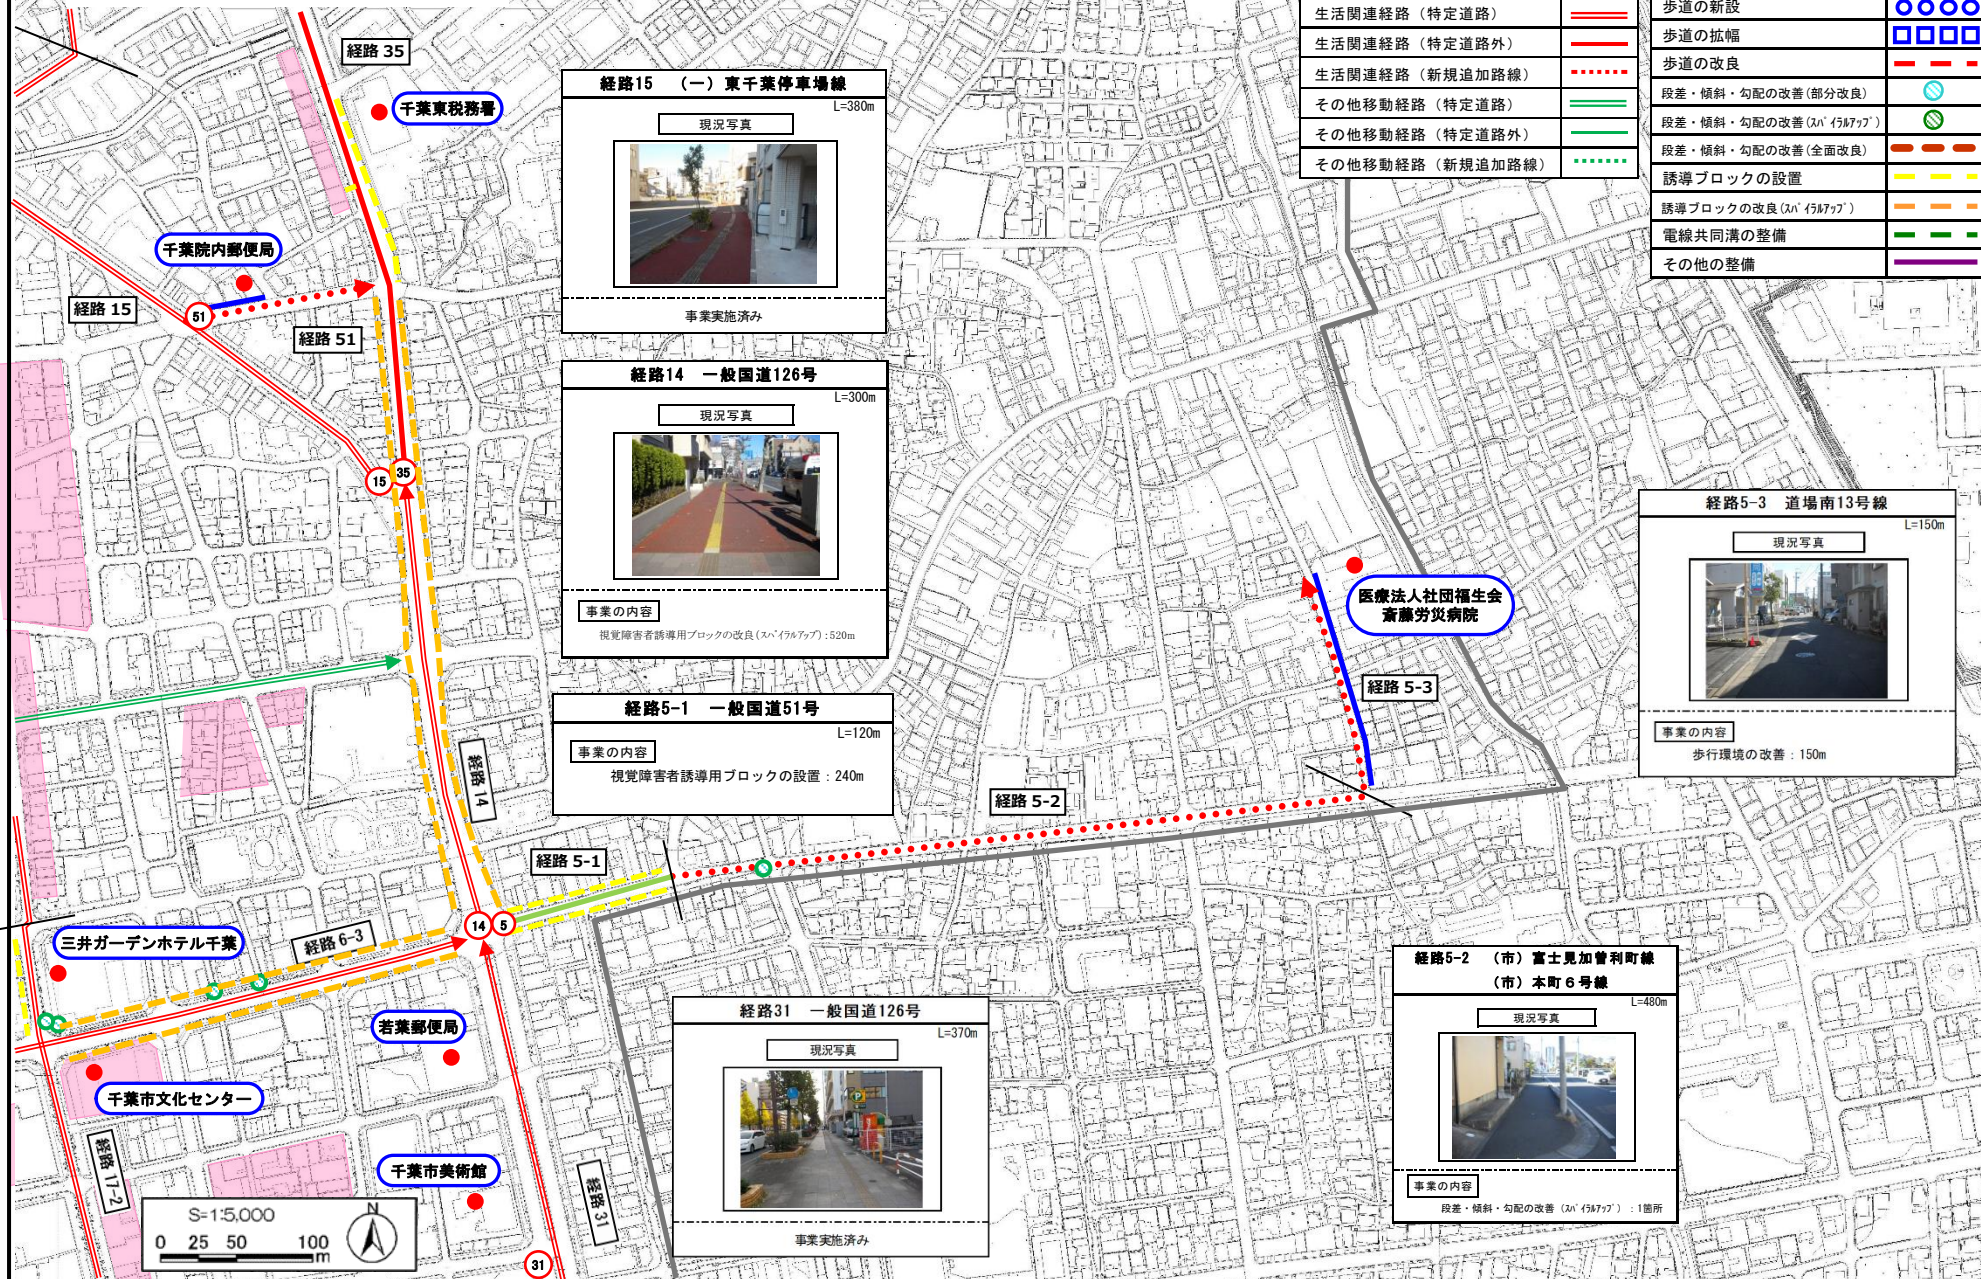 生活関連経路（特定道路）
生活関連経路（特定道路外）
生活関連経路（新規追加路線）
その他移動経路（特定道路）
その他移動経路（特定道路外）
その他移動経路（新規追加路線）
歩道の新設
歩道の拡幅
歩道の改良
段差・傾斜・勾配の改善(部分改良)
段差・傾斜・勾配の改善(ｽﾊﾟｲﾗﾙｱｯﾌﾟ)
段差・傾斜・勾配の改善(全面改良)
誘導ブロックの設置
誘導ブロックの改良(ｽﾊﾟｲﾗﾙｱｯﾌﾟ)
電線共同溝の整備
その他の整備
経路 35
千葉東税務署
千葉院内郵便局
経路 15
51
経路 51
15
35
経路15　（一）東千葉停車場線
L=380m
現況写真
事業実施済み
経路14　一般国道126号
L=300m
現況写真
事業の内容
視覚障害者誘導用ブロックの改良(ｽﾊﾟｲﾗﾙｱｯﾌﾟ)：520m
経路5-1　一般国道51号
L=120m
事業の内容
視覚障害者誘導用ブロックの設置：240m
経路5-3　道場南13号線
L=150m
現況写真
事業の内容
歩行環境の改善：150m
医療法人社団福生会
斎藤労災病院
経路 5-3
経路 14
経路 5-2
経路 5-1
14
5
三井ガーデンホテル千葉
経路 6-3
若葉郵便局
千葉市文化センター
経路 17-2
千葉市美術館
経路 31
31
経路31　一般国道126号
L=370m
現況写真
事業実施済み
経路5-2　（市）富士見加曽利町線
（市）本町６号線
L=480m
現況写真
事業の内容
段差・傾斜・勾配の改善（ｽﾊﾟｲﾗﾙｱｯﾌﾟ）：1箇所
S=1:5,000
0 25 50 100
m
N